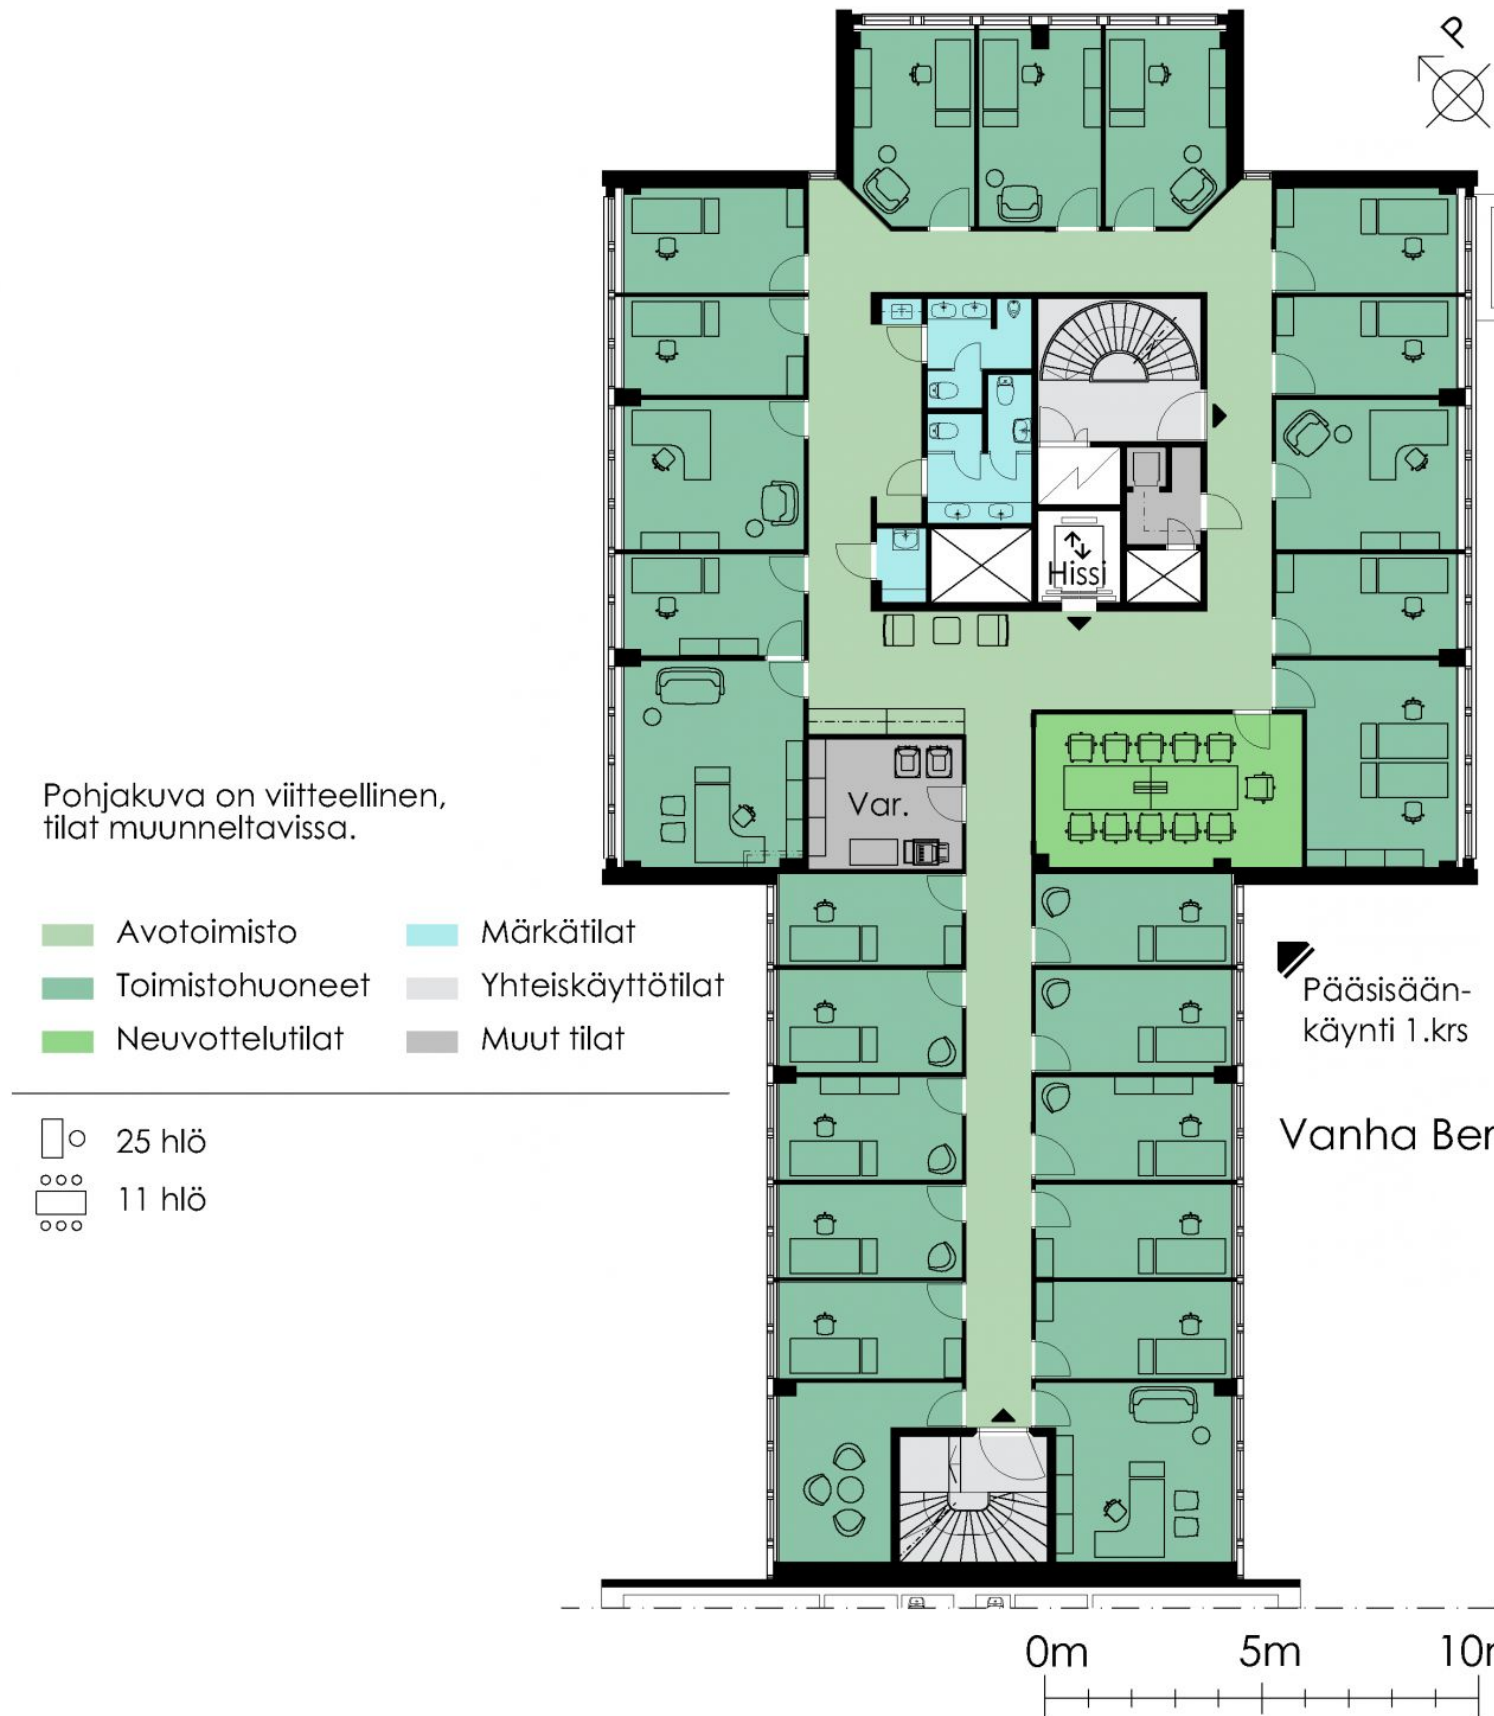 P
Hissi
Var.
Pohjakuva on viitteellinen,
tilat muunneltavissa.
Avotoimisto
Märkätilat
Toimistohuoneet
Yhteiskäyttötilat
Neuvottelutilat
Muut tilat
Pääsisään-
käynti 1.krs
25 hlö
11 hlö
Vanha
0m 5m